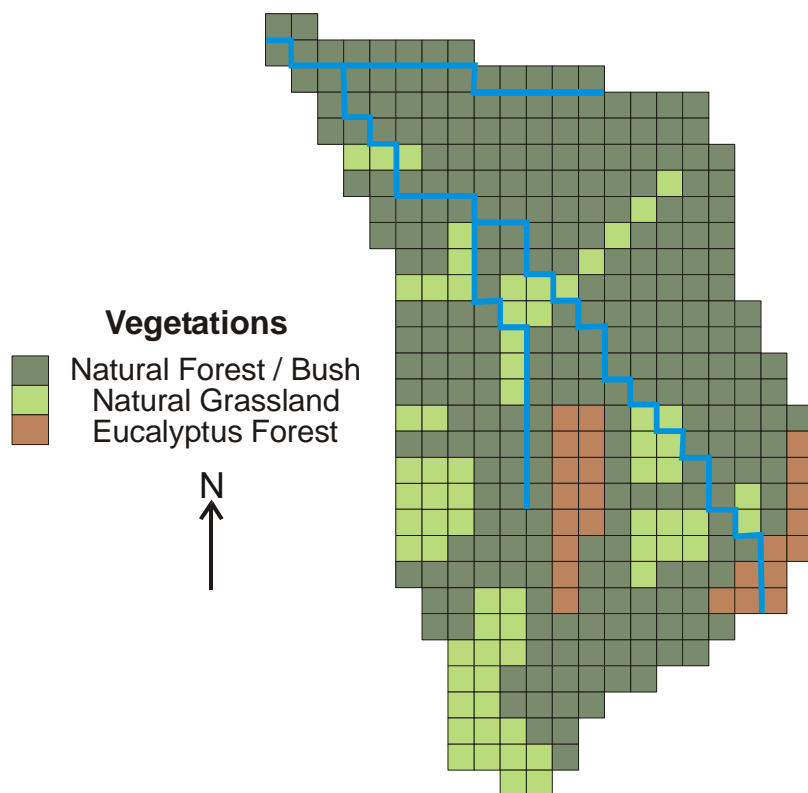 Vegetations
Natural Forest / Bush
Natural Grassland
Eucalyptus Forest
N